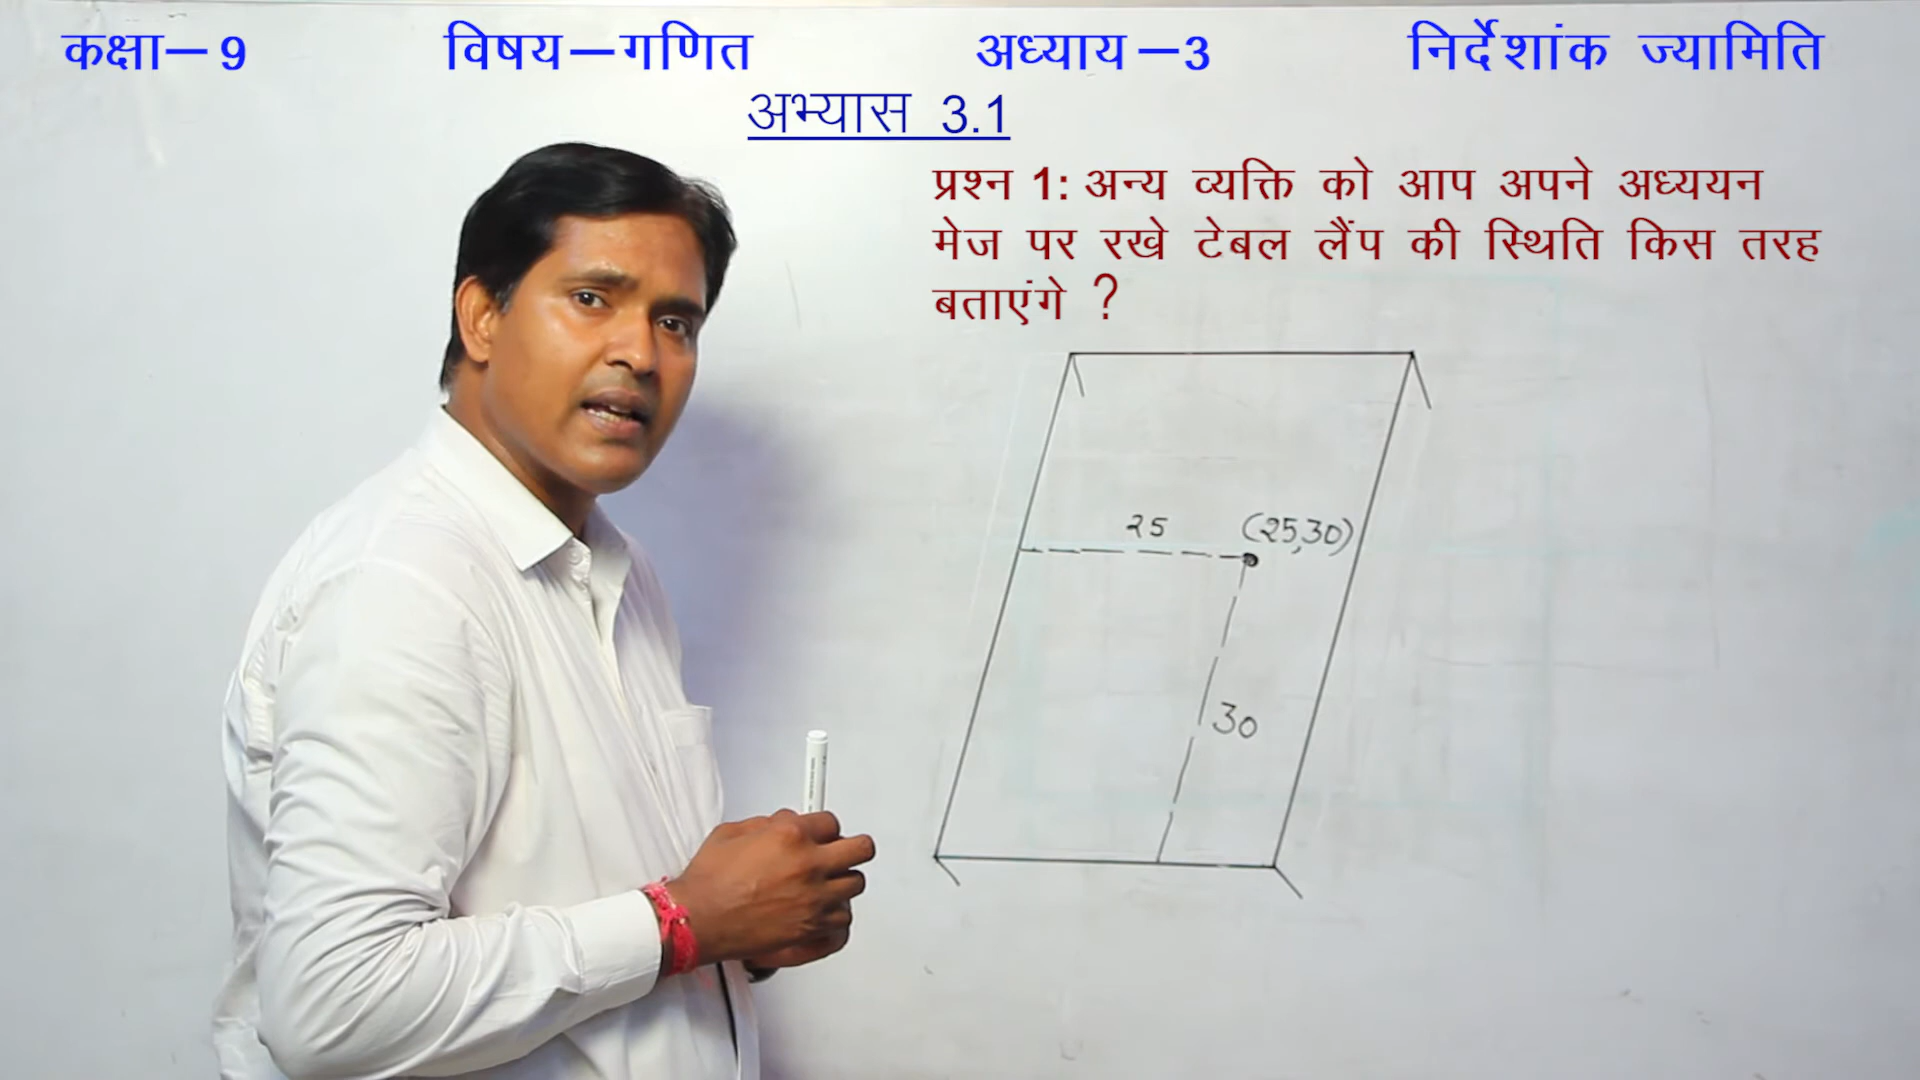 कक्षा–9 विषय–गणित अध्याय–3 निर्देशांक ज्यामिति
अभ्यास 3.1
प्रश्न 1: अन्य व्यक्ति को आप अपने अध्ययन
मेज पर रखे टेबल लैंप की स्थिति किस तरह
बताएंगे ?
25 (25,30)
30